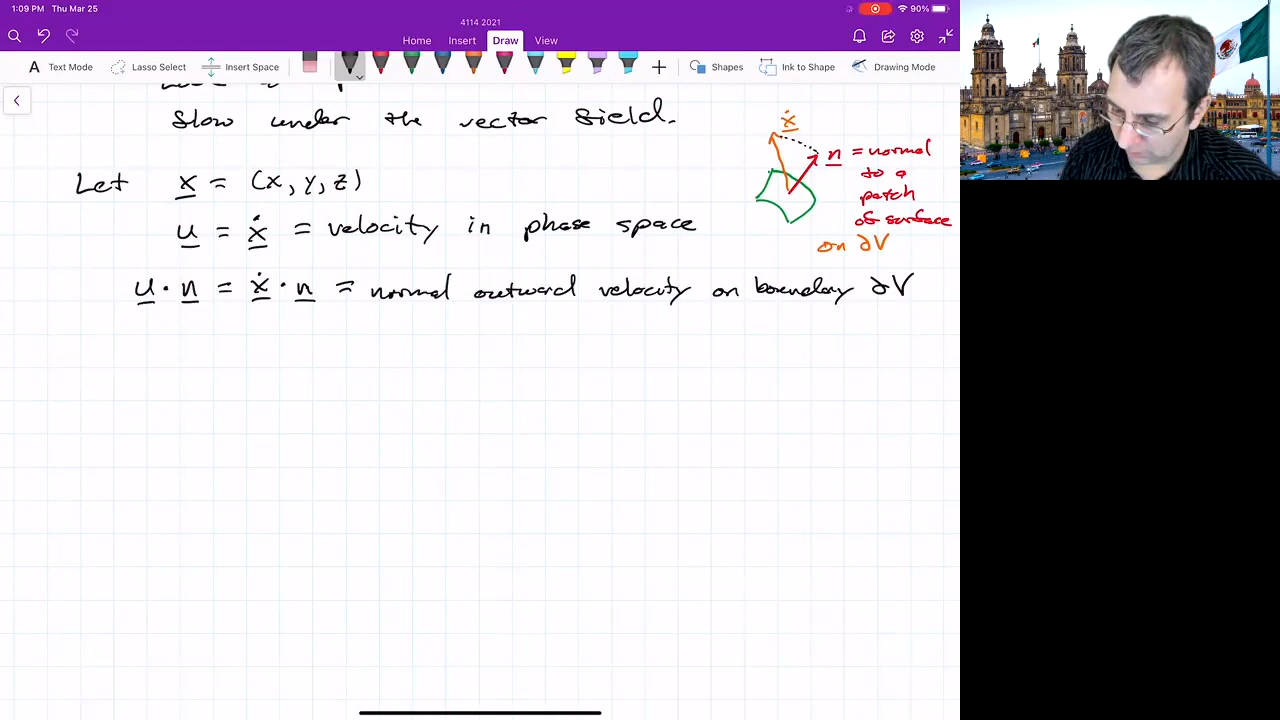 1:09 PM Thu Mar 25
90%
4114 2021
Home Insert Draw View
A Text Mode Lasso Select Insert Space Shapes Ink to Shape Drawing Mode
flow under the vector field.
Let x = (x, y, z)
u = ẋ = velocity in phase space
u · n = ẋ · n = normal outward velocity on boundary ∂V
ẋ
n = normal
to a
patch
of surface
on ∂V